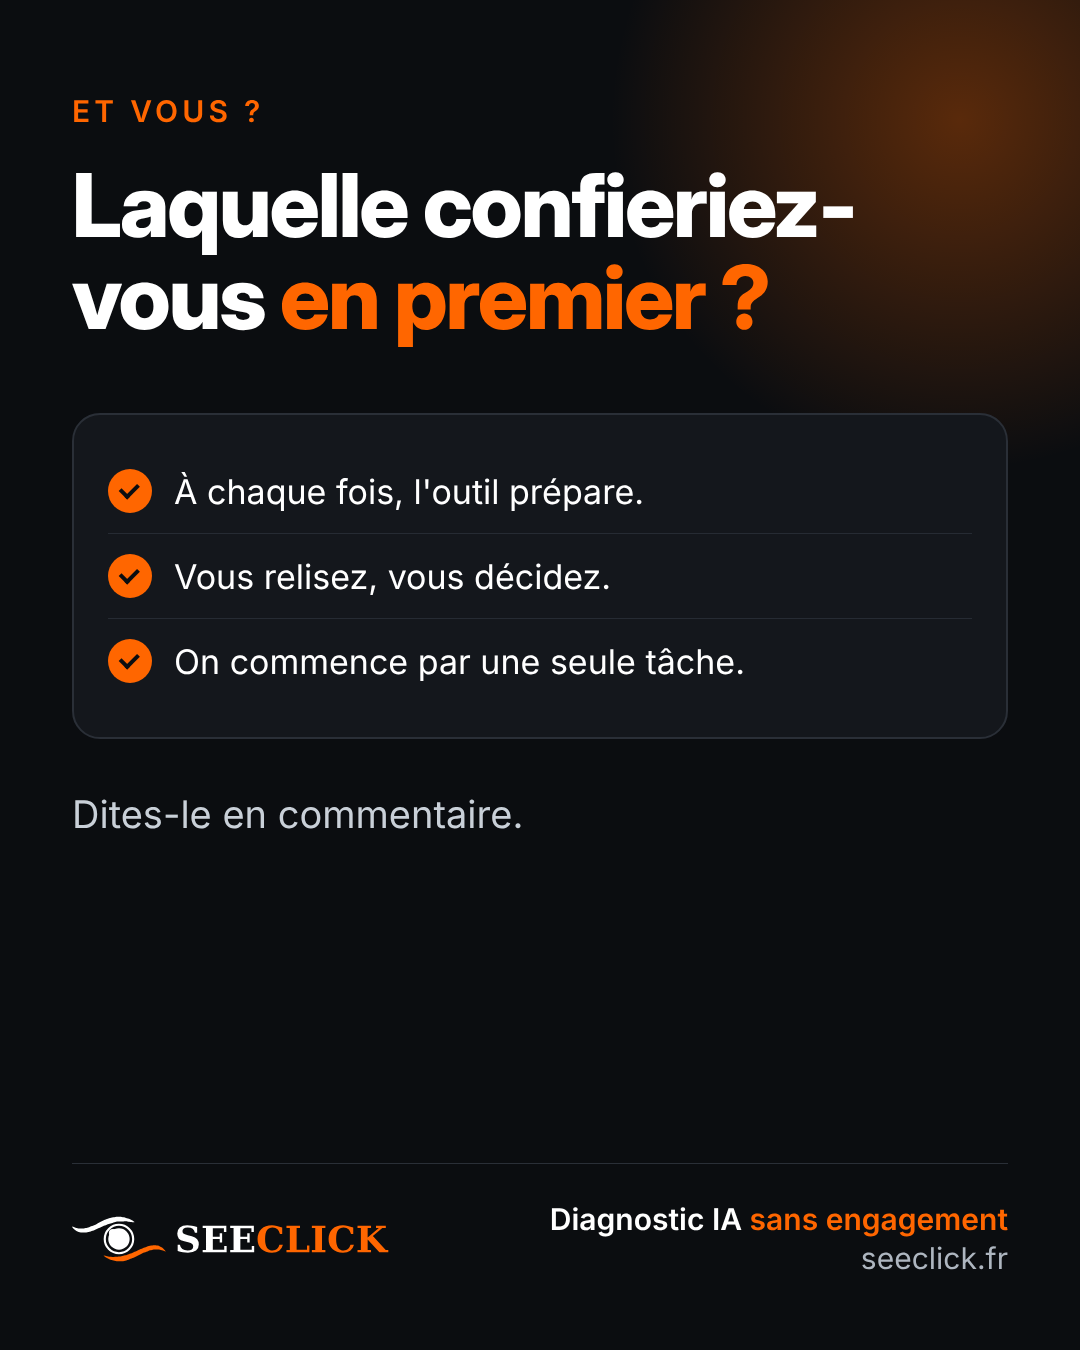 ET VOUS ?
Laquelle confieriez-
vous en premier ?
À chaque fois, l'outil prépare.
Vous relisez, vous décidez.
On commence par une seule tâche.
Dites-le en commentaire.
SEECLICK
Diagnostic IA sans engagement
seeclick.fr